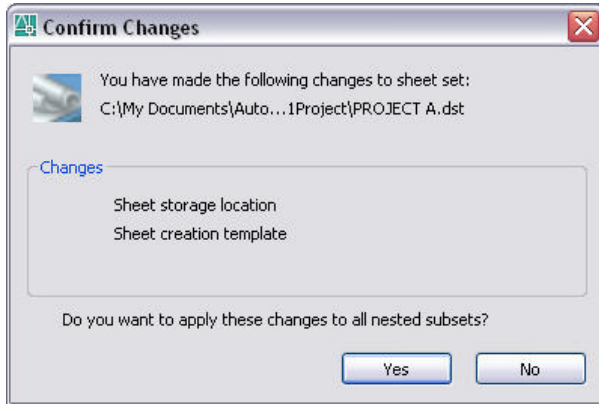 Confirm Changes
You have made the following changes to sheet set:
C:\My Documents\Auto...1Project\PROJECT A.dst
Changes
Sheet storage location
Sheet creation template
Do you want to apply these changes to all nested subsets?
Yes No